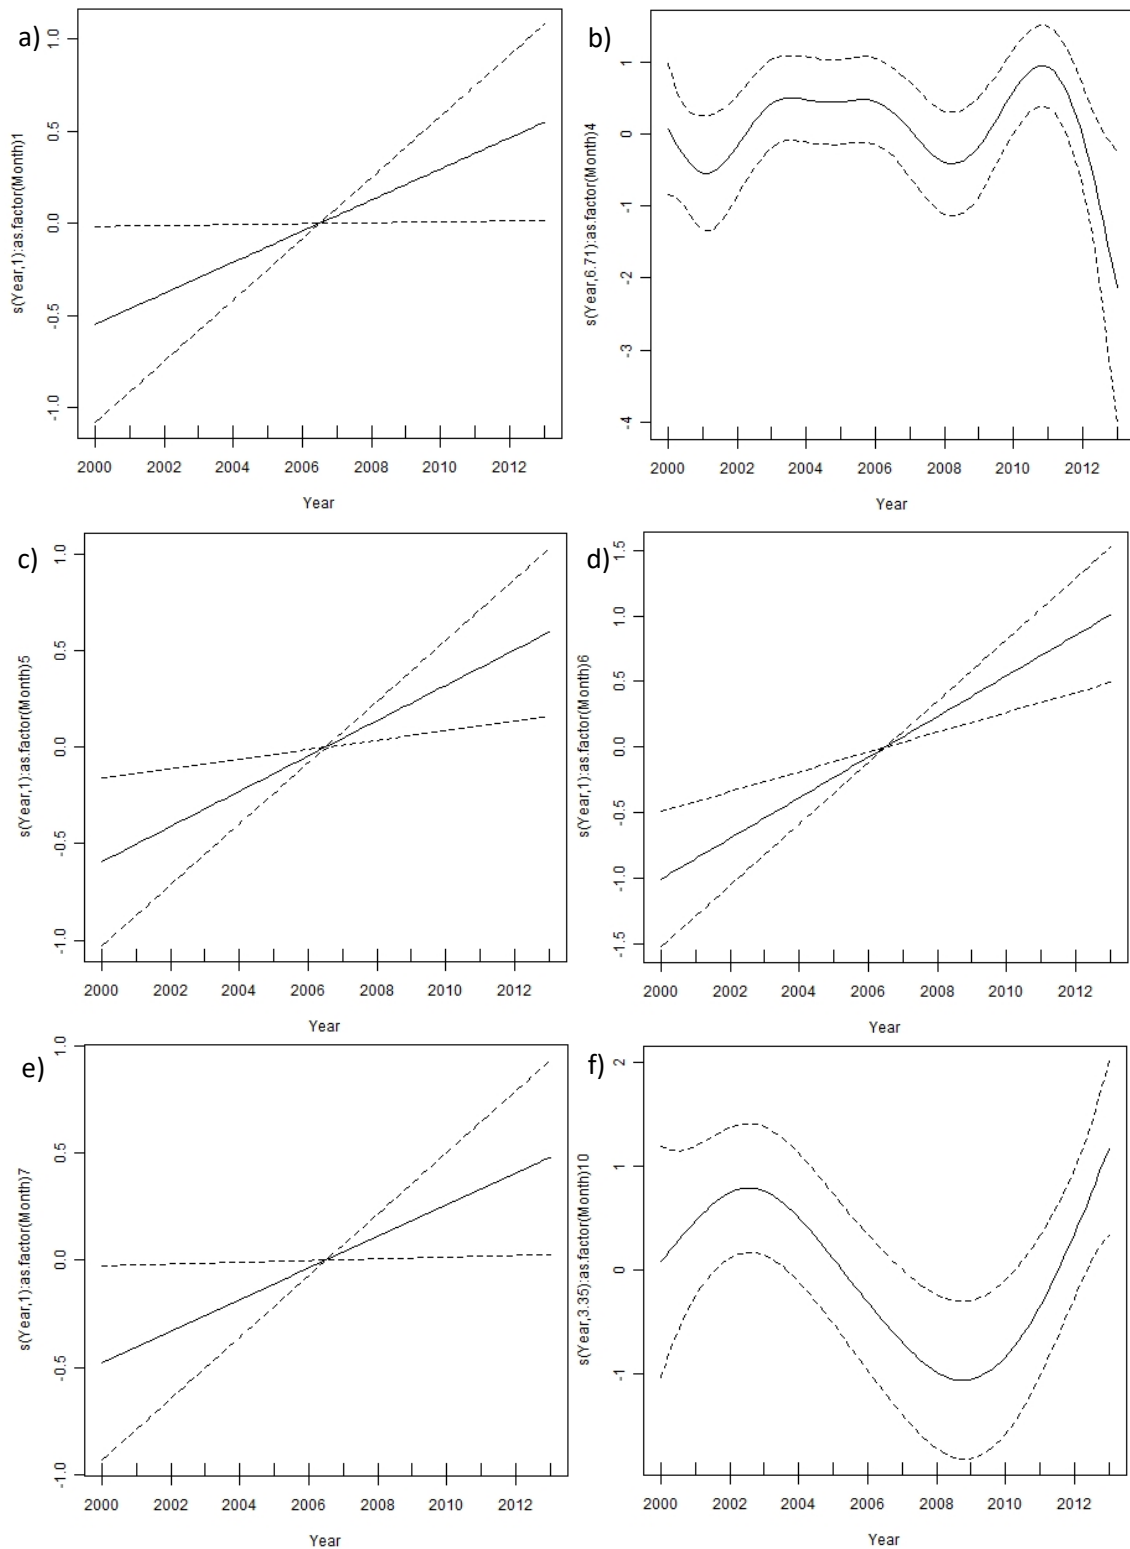 a)
s(Year,1):as.factor(Month)1
1.0
0.5
0.0
-0.5
-1.0
2000 2002 2004 2006 2008 2010 2012
Year
b)
s(Year,6.71):as.factor(Month)4
1
0
-1
-2
-3
-4
2000 2002 2004 2006 2008 2010 2012
Year
c)
s(Year,1):as.factor(Month)5
1.0
0.5
0.0
-0.5
-1.0
2000 2002 2004 2006 2008 2010 2012
Year
d)
s(Year,1):as.factor(Month)6
1.5
1.0
0.5
0.0
-0.5
-1.0
-1.5
2000 2002 2004 2006 2008 2010 2012
Year
e)
s(Year,1):as.factor(Month)7
1.0
0.5
0.0
-0.5
-1.0
2000 2002 2004 2006 2008 2010 2012
Year
f)
s(Year,3.35):as.factor(Month)10
2
1
0
-1
2000 2002 2004 2006 2008 2010 2012
Year